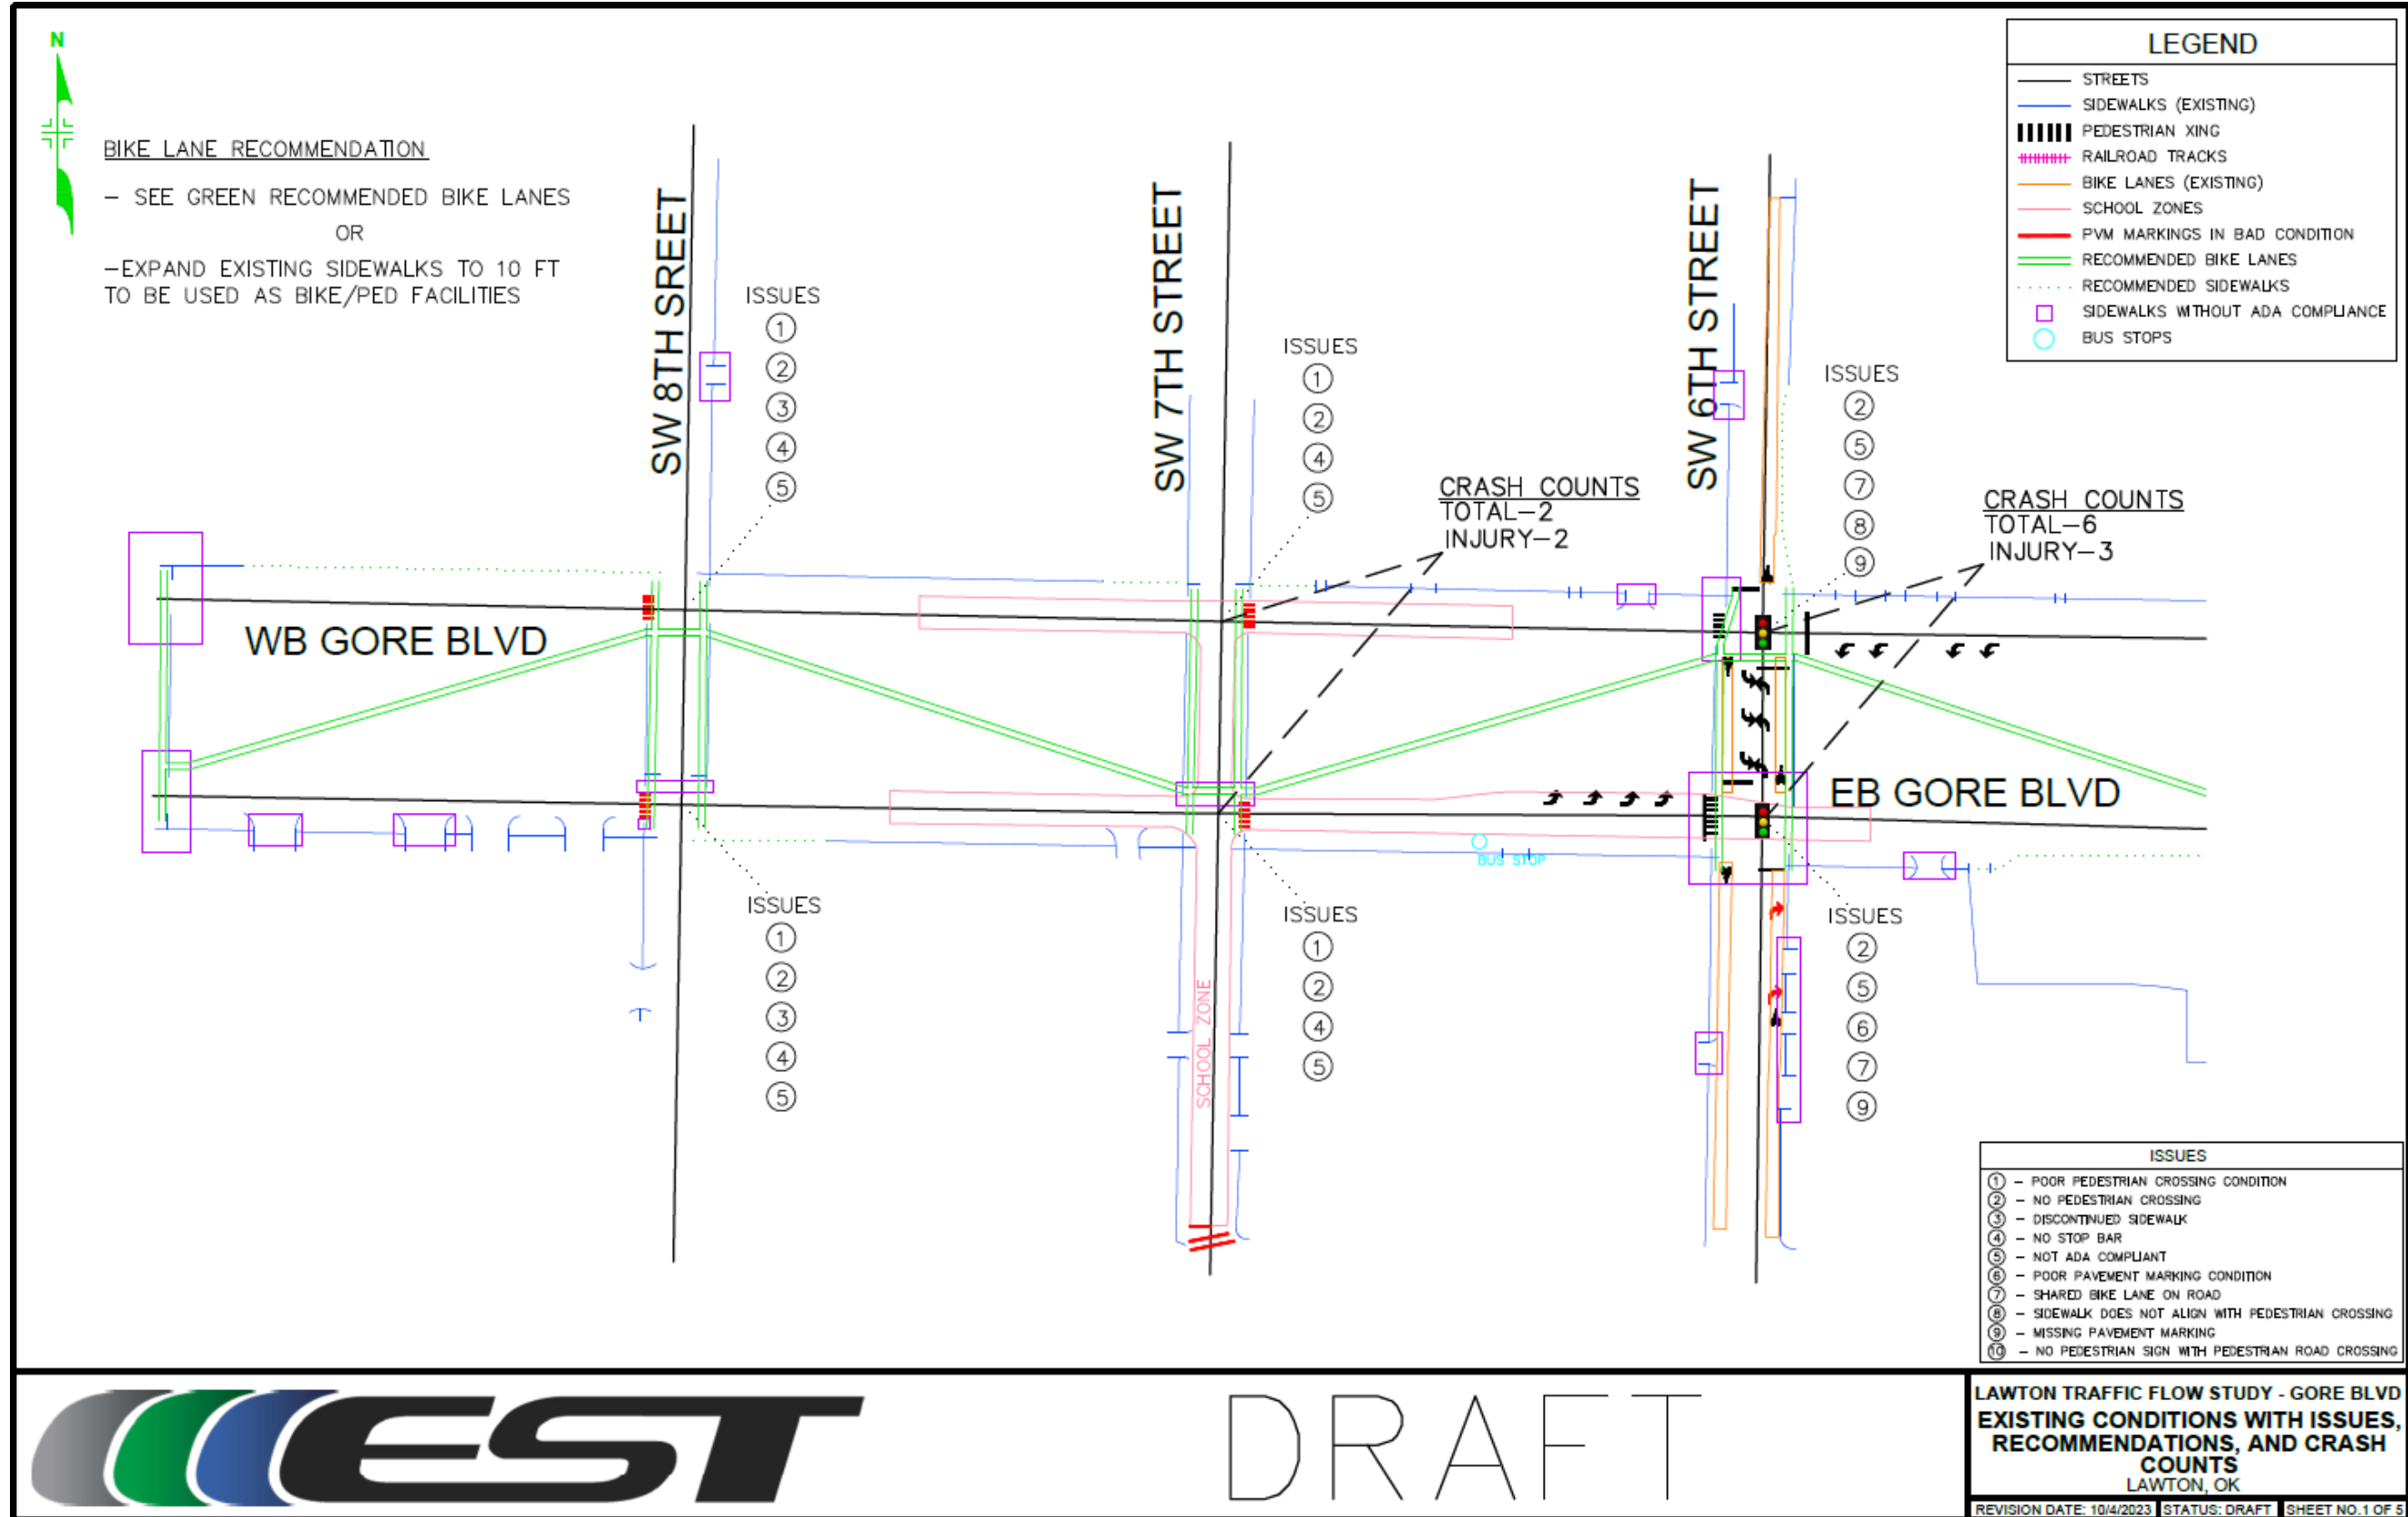 N
BIKE LANE RECOMMENDATION
– SEE GREEN RECOMMENDED BIKE LANES
OR
–EXPAND EXISTING SIDEWALKS TO 10 FT
TO BE USED AS BIKE/PED FACILITIES
LEGEND
STREETS
SIDEWALKS (EXISTING)
PEDESTRIAN XING
RAILROAD TRACKS
BIKE LANES (EXISTING)
SCHOOL ZONES
PVM MARKINGS IN BAD CONDITION
RECOMMENDED BIKE LANES
RECOMMENDED SIDEWALKS
SIDEWALKS WITHOUT ADA COMPLIANCE
BUS STOPS
SW 8TH SREET
ISSUES
1
2
3
4
5
SW 7TH STREET
ISSUES
1
2
4
5
CRASH COUNTS
TOTAL–2
INJURY–2
SW 6TH STREET
ISSUES
2
5
7
8
9
CRASH COUNTS
TOTAL–6
INJURY–3
WB GORE BLVD
EB GORE BLVD
BUS STOP
SCHOOL ZONE
ISSUES
1
2
3
4
5
ISSUES
1
2
4
5
ISSUES
2
5
6
7
9
ISSUES
1 – POOR PEDESTRIAN CROSSING CONDITION
2 – NO PEDESTRIAN CROSSING
3 – DISCONTINUED SIDEWALK
4 – NO STOP BAR
5 – NOT ADA COMPLIANT
6 – POOR PAVEMENT MARKING CONDITION
7 – SHARED BIKE LANE ON ROAD
8 – SIDEWALK DOES NOT ALIGN WITH PEDESTRIAN CROSSING
9 – MISSING PAVEMENT MARKING
10 – NO PEDESTRIAN SIGN WITH PEDESTRIAN ROAD CROSSING
EST
DRAFT
LAWTON TRAFFIC FLOW STUDY - GORE BLVD
EXISTING CONDITIONS WITH ISSUES,
RECOMMENDATIONS, AND CRASH
COUNTS
LAWTON, OK
REVISION DATE: 10/4/2023 STATUS: DRAFT SHEET NO.1 OF 5